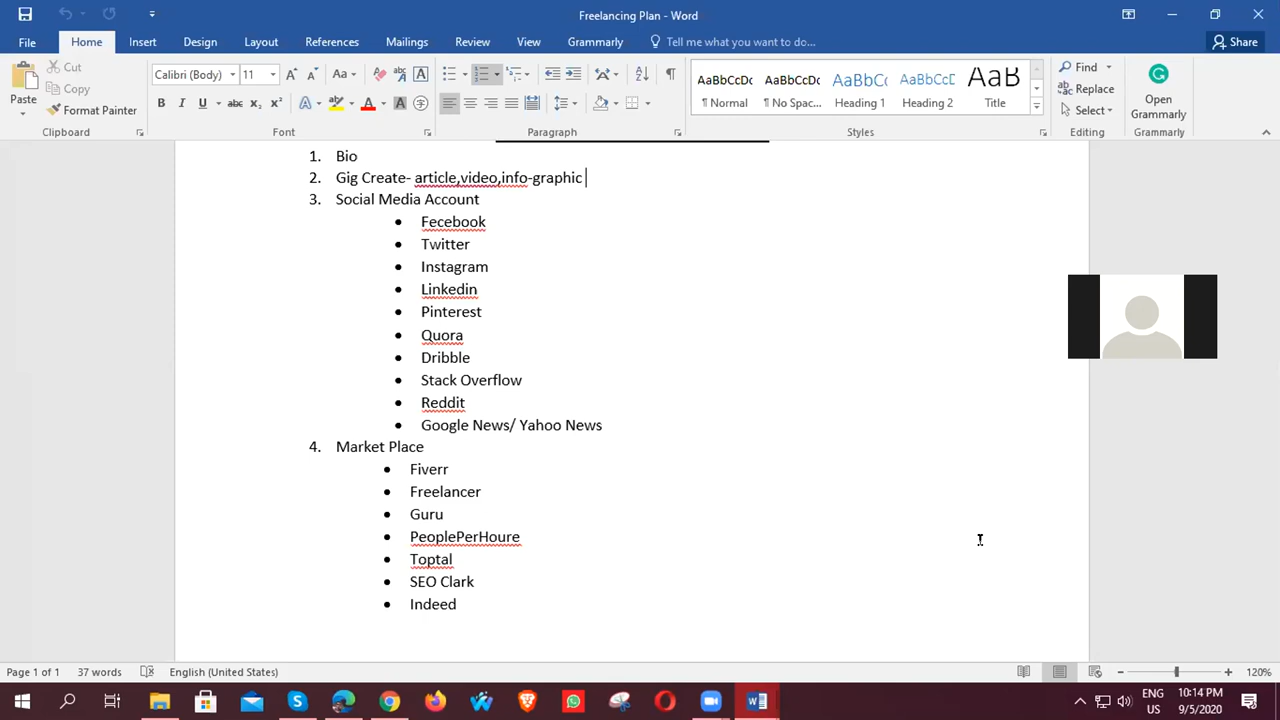 Freelancing Plan - Word
File Home Insert Design Layout References Mailings Review View Grammarly Tell me what you want to do... Share
Paste Cut Copy Format Painter
Calibri (Body) 11
AaBbCcDc AaBbCcDc AaBbCc AaBbCcD AaB
¶ Normal ¶ No Spac... Heading 1 Heading 2 Title
Find Replace Select
Open Grammarly
Clipboard Font Paragraph Styles Editing Grammarly
1. Bio
2. Gig Create- article,video,info-graphic
3. Social Media Account
• Fecebook
• Twitter
• Instagram
• Linkedin
• Pinterest
• Quora
• Dribble
• Stack Overflow
• Reddit
• Google News/ Yahoo News
4. Market Place
• Fiverr
• Freelancer
• Guru
• PeoplePerHoure
• Toptal
• SEO Clark
• Indeed
Page 1 of 1 37 words English (United States) 120%
ENG 10:14 PM
US 9/5/2020